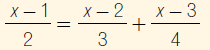 (x − 1)/2 = (x − 2)/3 + (x − 3)/4